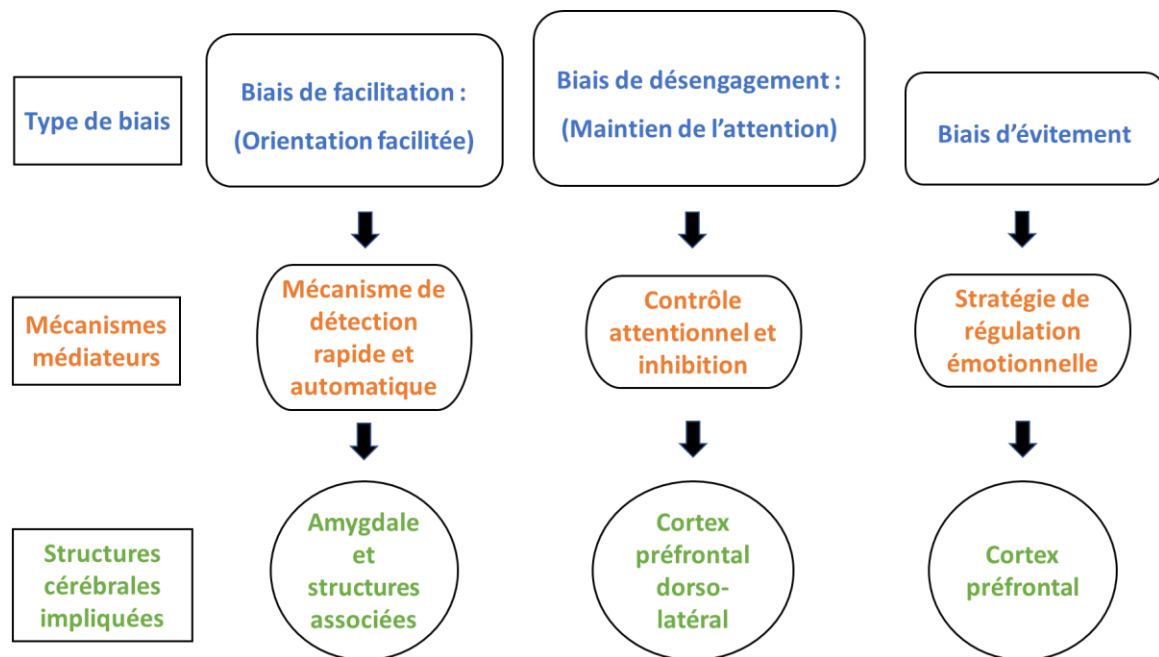 Type de biais
Biais de facilitation :
(Orientation facilitée)
Biais de désengagement :
(Maintien de l’attention)
Biais d’évitement
Mécanismes
médiateurs
Mécanisme de
détection
rapide et
automatique
Contrôle
attentionnel et
inhibition
Stratégie de
régulation
émotionnelle
Structures
cérébrales
impliquées
Amygdale
et
structures
associées
Cortex
préfrontal
dorso-
latéral
Cortex
préfrontal